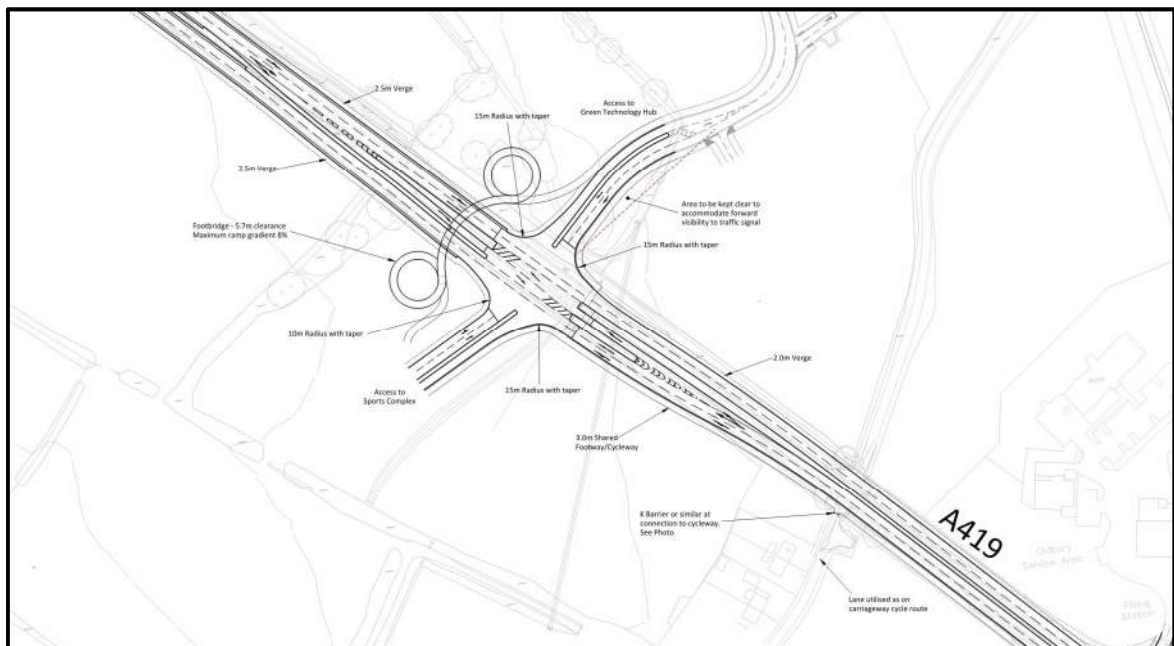 2.5m Verge
15m Radius with taper
Access to
Green Technology Hub
2.5m Verge
Area to be kept clear to
accommodate forward
visibility to traffic signal
Footbridge - 5.7m clearance
Maximum ramp gradient 8%
15m Radius with taper
10m Radius with taper
2.0m Verge
Access to
Sports Complex
15m Radius with taper
3.0m Shared
Footway/Cycleway
K Barrier or similar at
connection to cycleway.
See Photo
A419
Oldbury
Service Area
Lane utilised as on
carriageway cycle route
Filling
Station